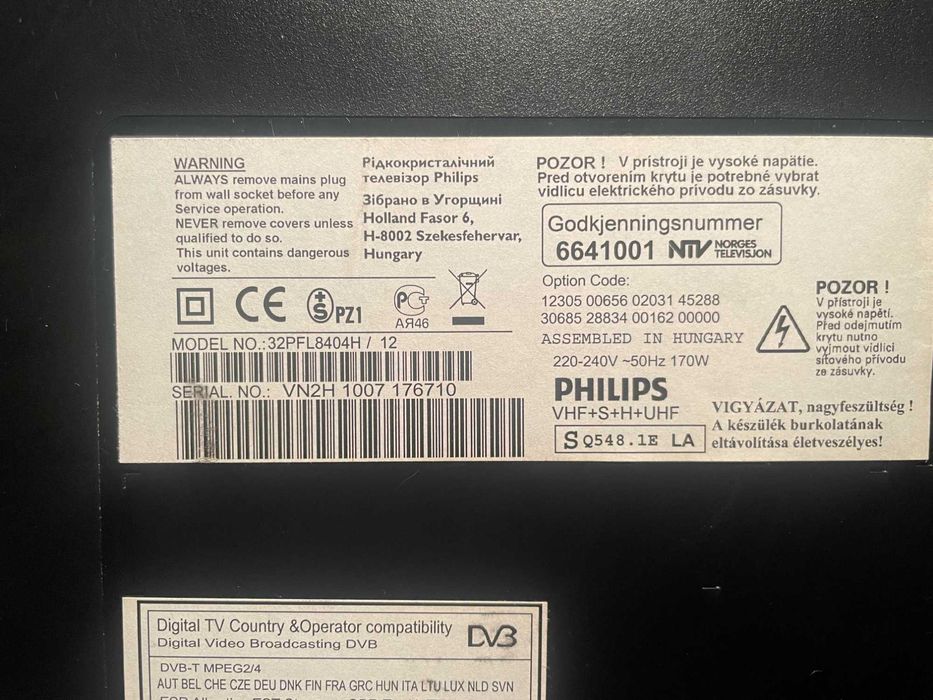 WARNING
ALWAYS remove mains plug
from wall socket before any
Service operation.
NEVER remove covers unless
qualified to do so.
This unit contains dangerous
voltages.
Рідкокристалічний
телевізор Philips
Зібрано в Угорщині
Holland Fasor 6,
H-8002 Szekesfehervar,
Hungary
POZOR ! V prístroji je vysoké napätie.
Pred otvorením krytu je potrebné vybrat
vidlicu elektrického prívodu zo zásuvky.
Godkjenningsnummer
6641001 NTV NORGES
TELEVISJON
CE
+S PZ1
РСТ
АЯ46
MODEL NO.:32PFL8404H / 12
SERIAL. NO.: VN2H 1007 176710
Option Code:
12305 00656 02031 45288
30685 28834 00162 00000
ASSEMBLED IN HUNGARY
220-240V ~50Hz 170W
PHILIPS
VHF+S+H+UHF
S Q548.1E LA
POZOR !
V přístroji je
vysoké napětí.
Před odejmutím
krytu nutno
vyjmout vidlici
síťového přívodu
ze zásuvky.
VIGYÁZAT, nagyfeszültség !
A készülék burkolatának
eltávolítása életveszélyes!
Digital TV Country &Operator compatibility
Digital Video Broadcasting DVB
DVB
DVB-T MPEG2/4
AUT BEL CHE CZE DEU DNK FIN FRA GRC HUN ITA LTU LUX NLD SVN